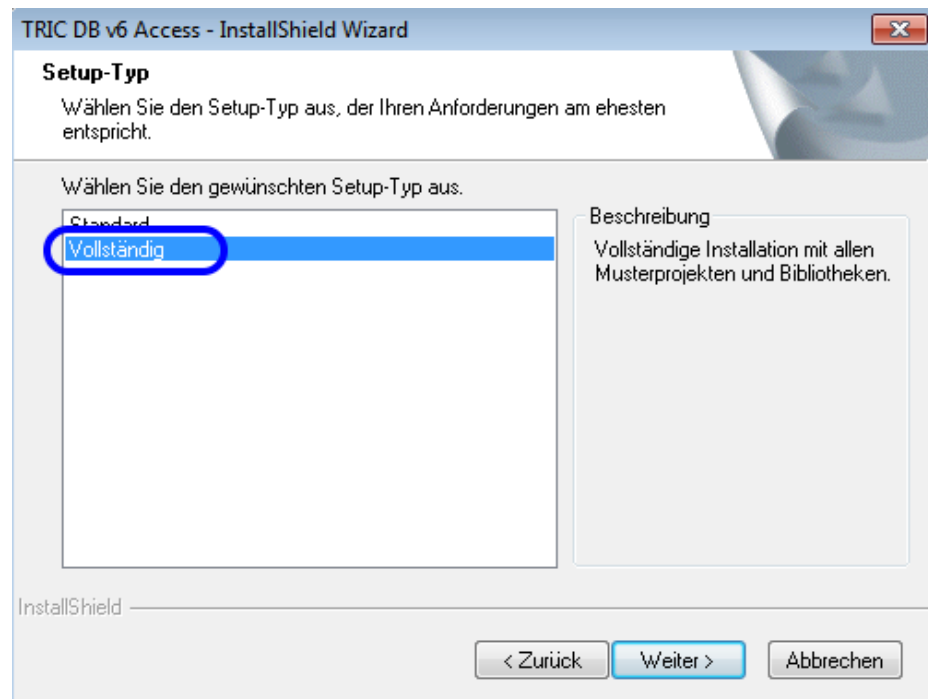 TRIC DB v6 Access - InstallShield Wizard
Setup-Typ
Wählen Sie den Setup-Typ aus, der Ihren Anforderungen am ehesten
entspricht.
Wählen Sie den gewünschten Setup-Typ aus.
Standard
Vollständig
Beschreibung
Vollständige Installation mit allen
Musterprojekten und Bibliotheken.
InstallShield
< Zurück
Weiter >
Abbrechen